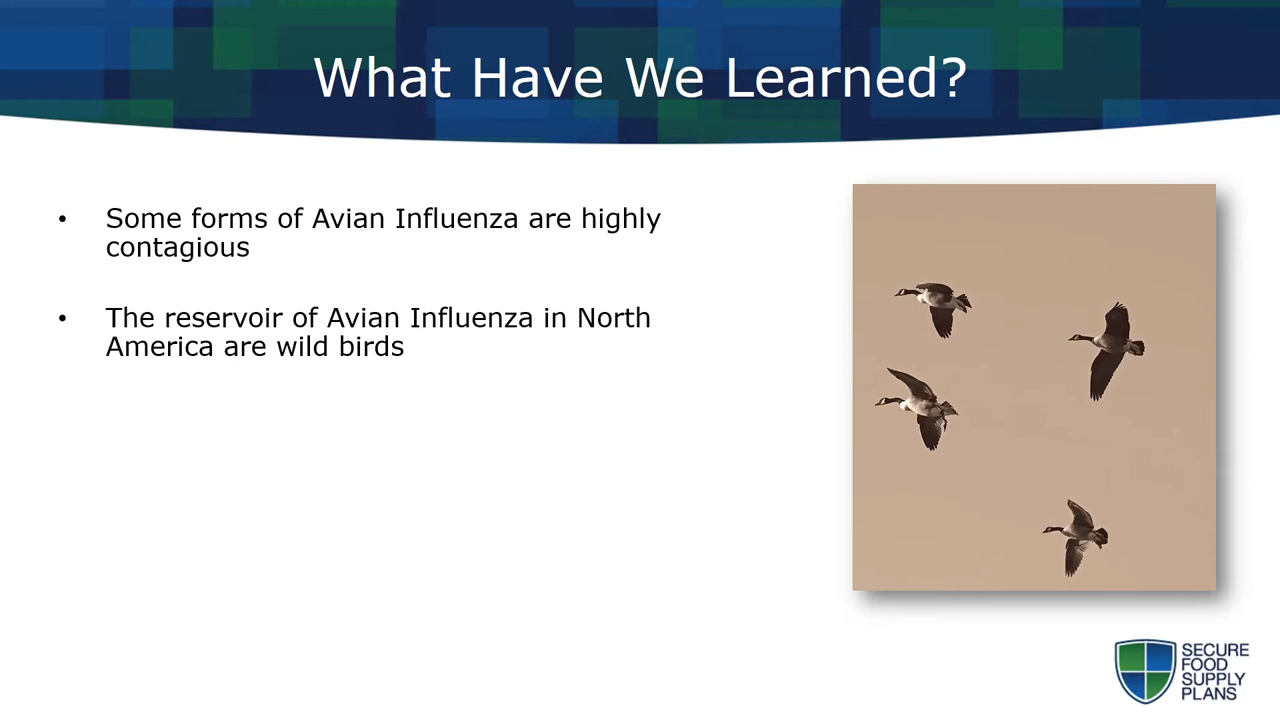 What Have We Learned?
• Some forms of Avian Influenza are highly
contagious
• The reservoir of Avian Influenza in North
America are wild birds
SECURE
FOOD
SUPPLY
PLANS